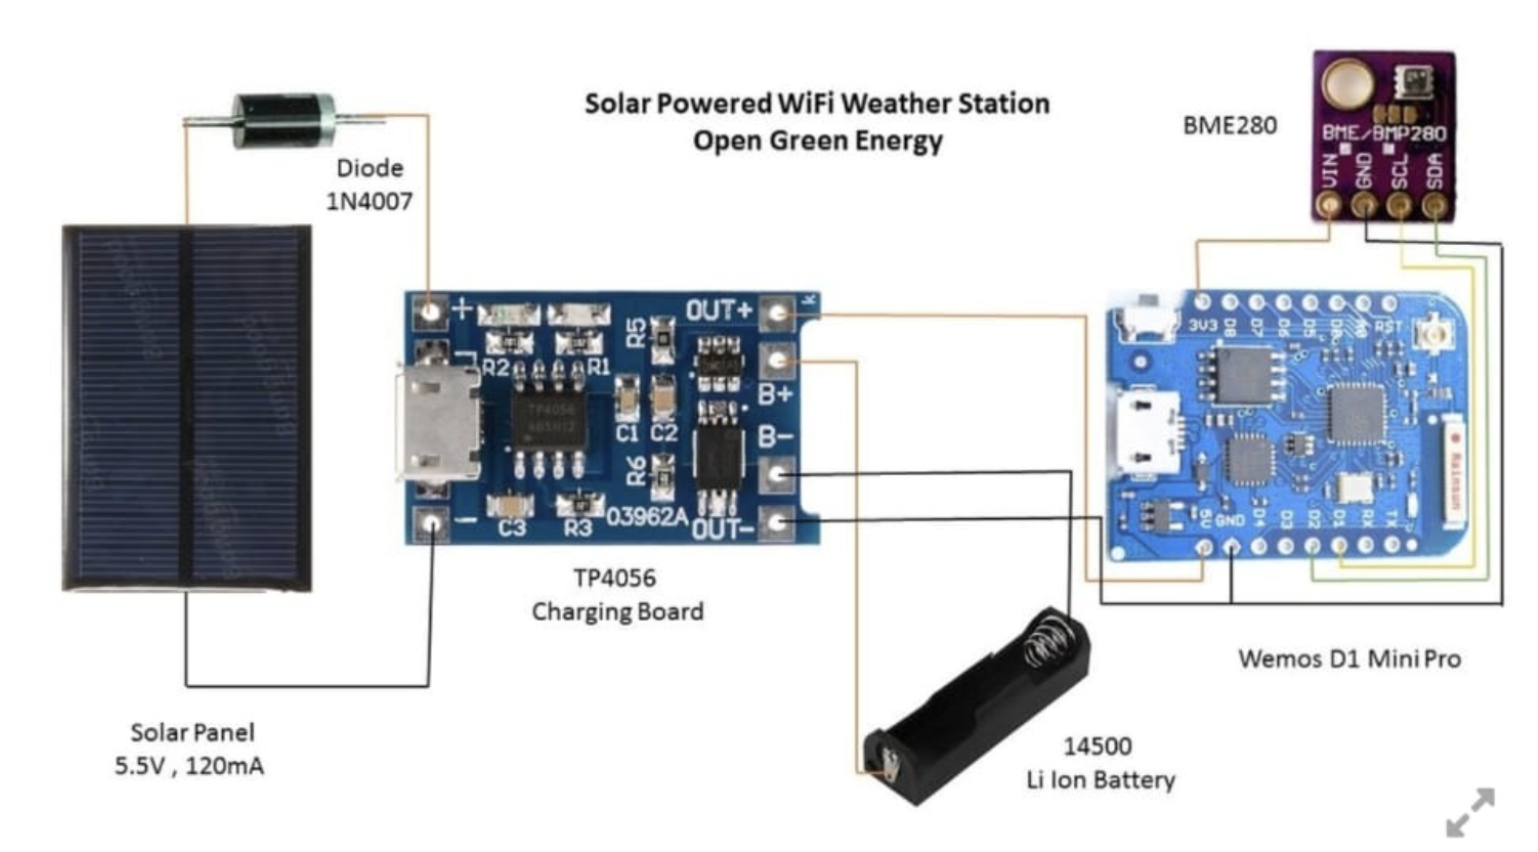 Solar Powered WiFi Weather Station
Open Green Energy
Diode
1N4007
BME280
BME/BMP280
VIN
GND
SCL
SDA
+
R2
R1
R5
OUT+
k
B+
TP4056
C1
C2
B-
R6
C3
R3
03962A
OUT-
-
3V3
D8
D7
D6
D5
D0
A0
RST
Rainsun
5V
GND
D4
D3
D2
D1
RX
TX
TP4056
Charging Board
Wemos D1 Mini Pro
Solar Panel
5.5V , 120mA
14500
Li Ion Battery